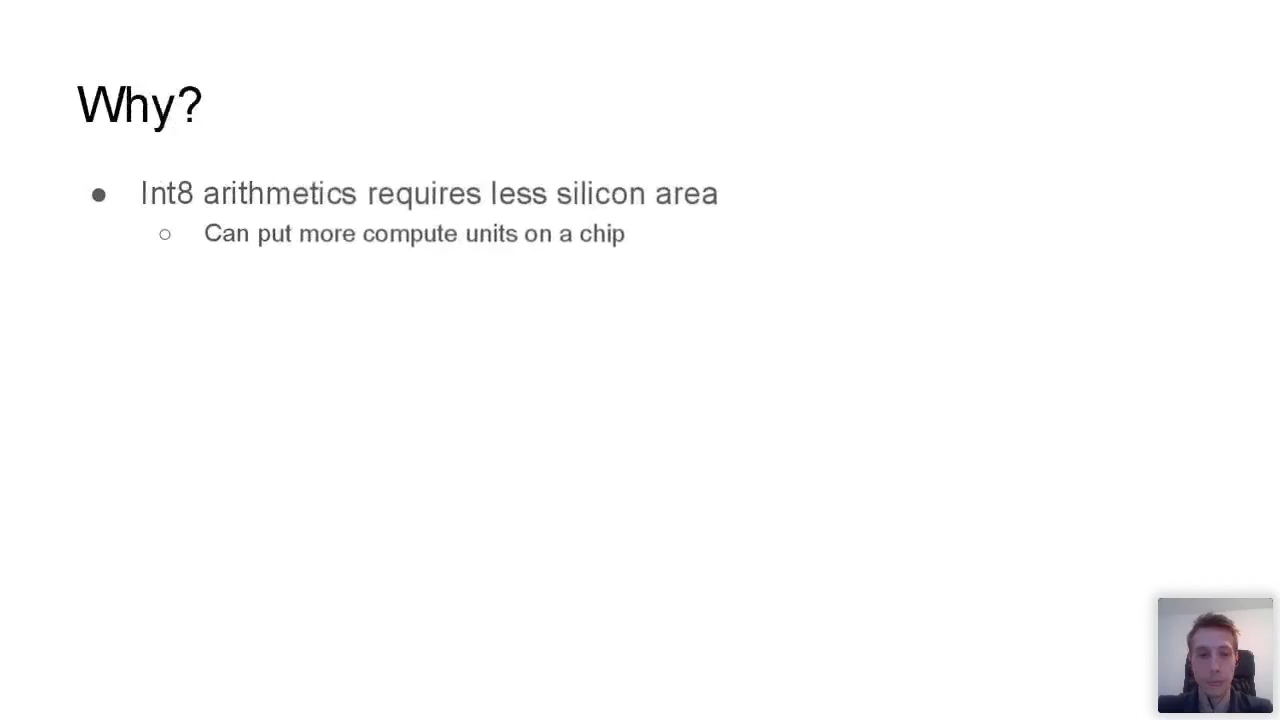 Why?
● Int8 arithmetics requires less silicon area
○ Can put more compute units on a chip